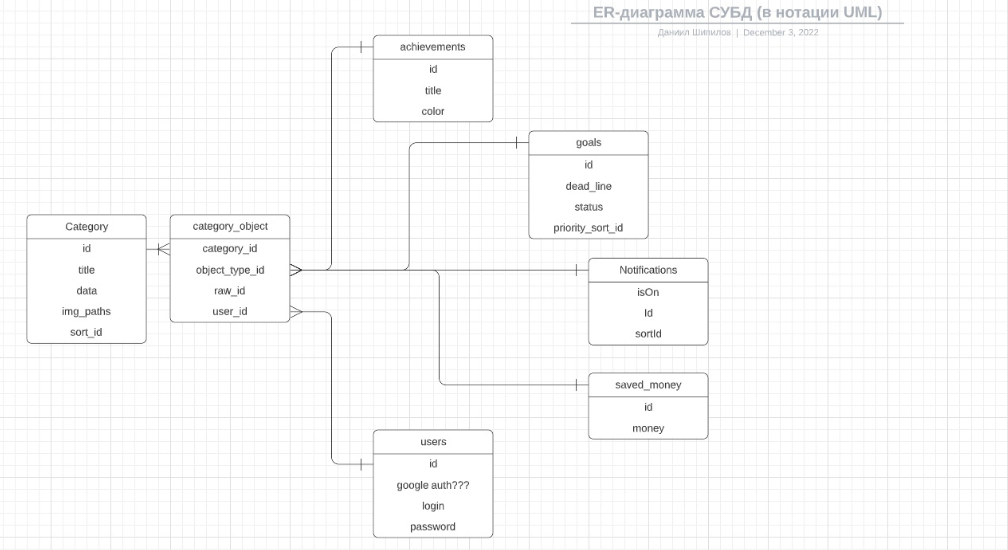 ER-диаграмма СУБД (в нотации UML)
Даниил Шипилов | December 3, 2022
achievements
id
title
color
goals
id
dead_line
status
priority_sort_id
Category
id
title
data
img_paths
sort_id
category_object
category_id
object_type_id
raw_id
user_id
Notifications
isOn
Id
sortId
saved_money
id
money
users
id
google auth???
login
password